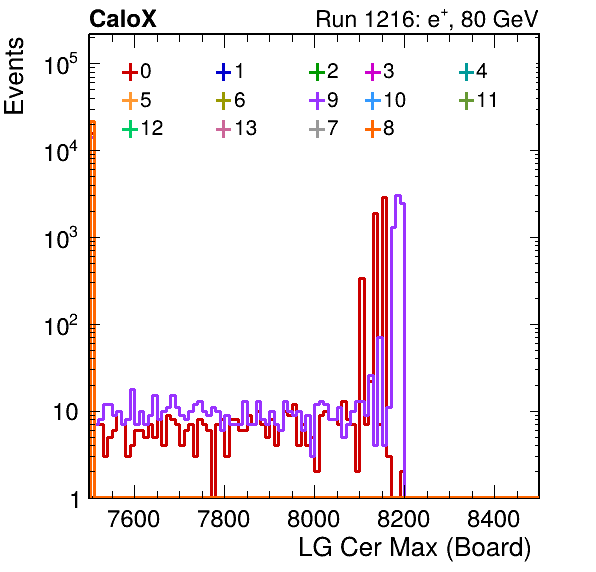 CaloX Run 1216: e⁺, 80 GeV
Events
0 1 2 3 4
5 6 9 10 11
12 13 7 8
10⁵
10⁴
10³
10²
10
1
7600 7800 8000 8200 8400
LG Cer Max (Board)